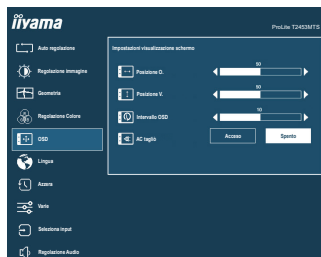 iiyama
ProLite T2453MTS
Auto regolazione
Regolazione immagine
Geometria
Regolazione Colore
OSD
Lingua
Azzera
Varie
Seleziona input
Regolazione Audio
Impostazioni visualizzazione schermo
Posizione O.
50
Posizione V.
50
Intervallo OSD
10
AC tagliò
Acceso
Spento